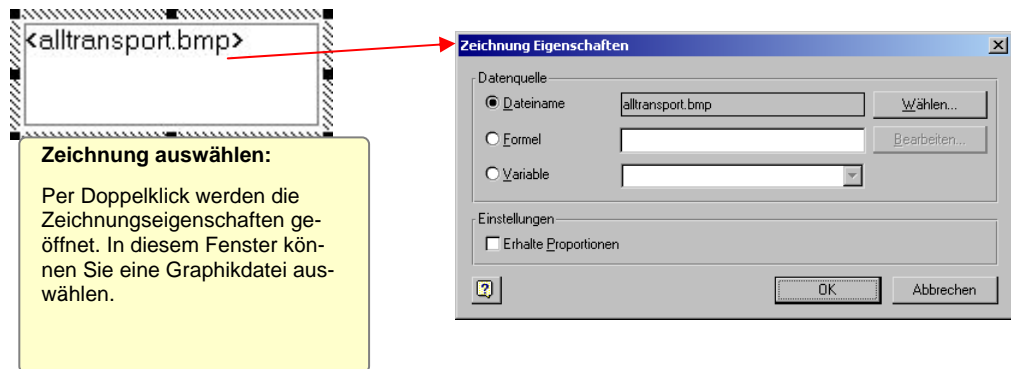 <alltransport.bmp>
Zeichnung auswählen:
Per Doppelklick werden die
Zeichnungseigenschaften ge-
öffnet. In diesem Fenster kön-
nen Sie eine Graphikdatei aus-
wählen.
Zeichnung Eigenschaften
Datenquelle
Dateiname alltransport.bmp Wählen...
Formel Bearbeiten...
Variable
Einstellungen
Erhalte Proportionen
OK Abbrechen